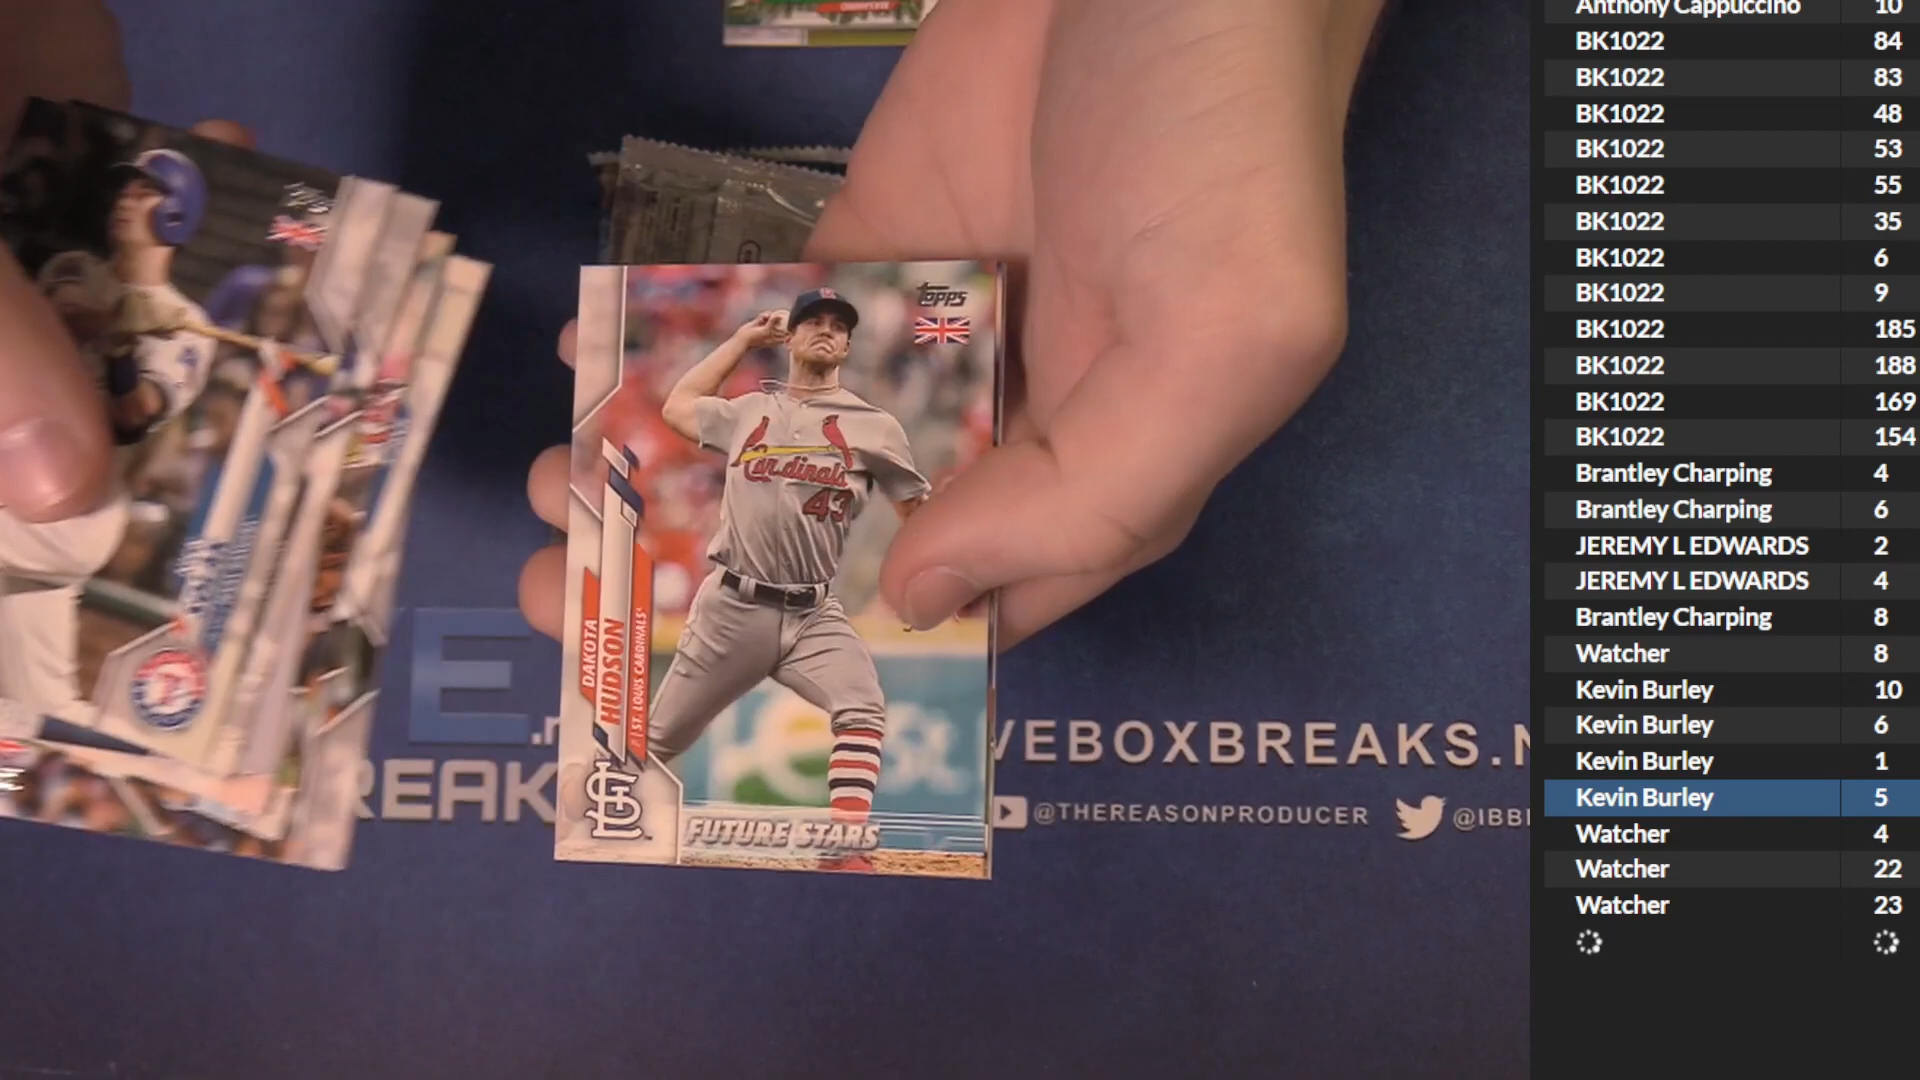 TOPPS
Cardinals
43
DAKOTA
HUDSON
P | ST. LOUIS CARDINALS
STL
FUTURE STARS
E
VEBOXBREAKS.N
REAK
@THEREASONPRODUCER
@IBB
Anthony Cappuccino 10
BK1022 84
BK1022 83
BK1022 48
BK1022 53
BK1022 55
BK1022 35
BK1022 6
BK1022 9
BK1022 185
BK1022 188
BK1022 169
BK1022 154
Brantley Charping 4
Brantley Charping 6
JEREMY L EDWARDS 2
JEREMY L EDWARDS 4
Brantley Charping 8
Watcher 8
Kevin Burley 10
Kevin Burley 6
Kevin Burley 1
Kevin Burley 5
Watcher 4
Watcher 22
Watcher 23